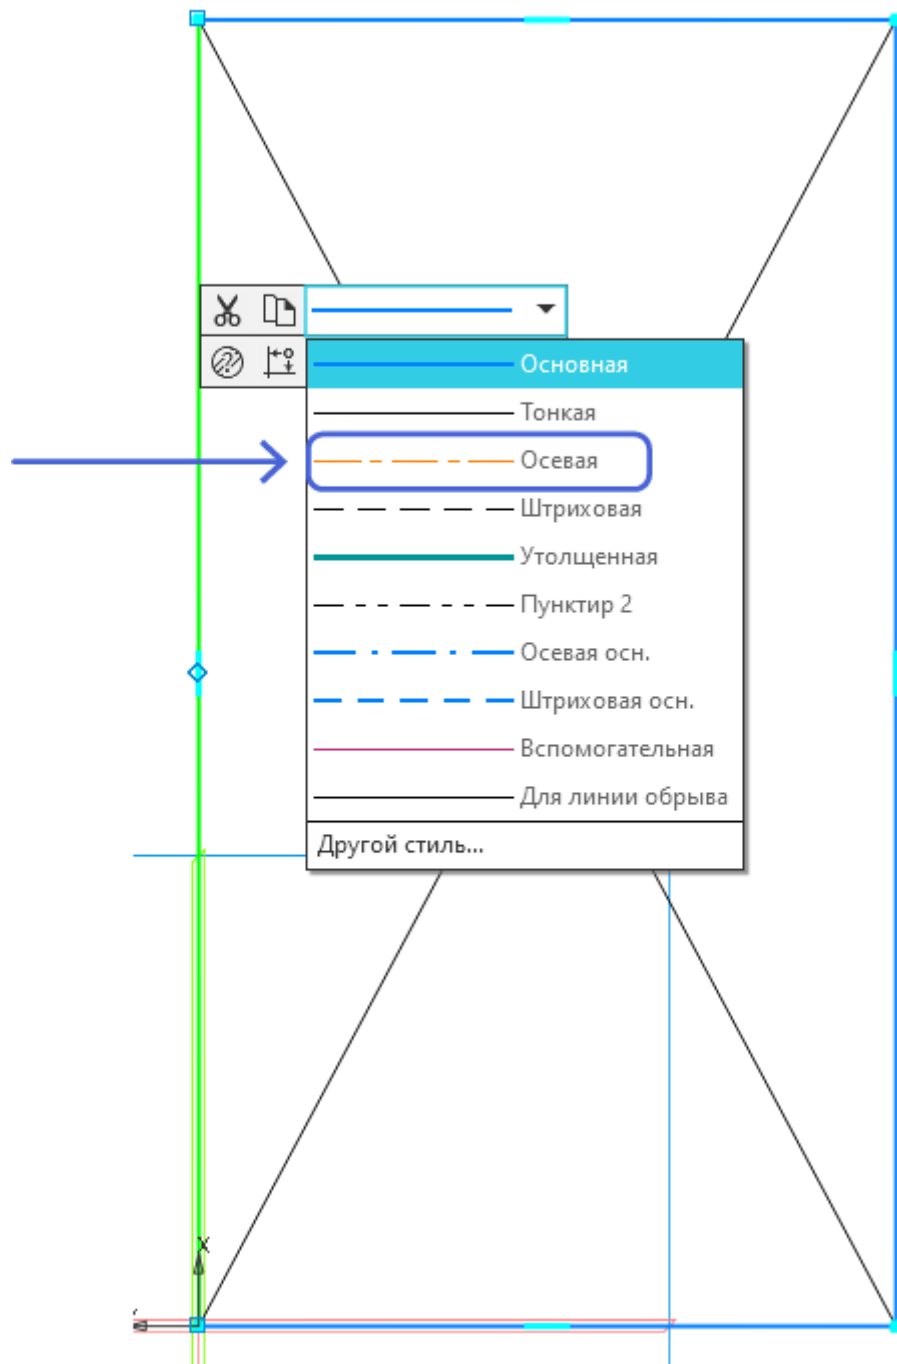 Основная
Тонкая
Осевая
Штриховая
Утолщенная
Пунктир 2
Осевая осн.
Штриховая осн.
Вспомогательная
Для линии обрыва
Другой стиль...
X